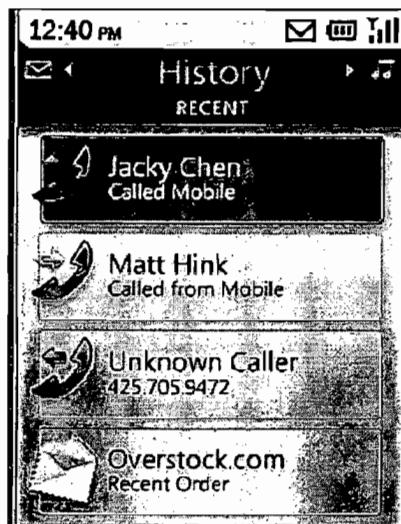 12:40 PM
History
RECENT
Jacky Chen
Called Mobile
Matt Hink
Called from Mobile
Unknown Caller
425.705.9472
Overstock.com
Recent Order